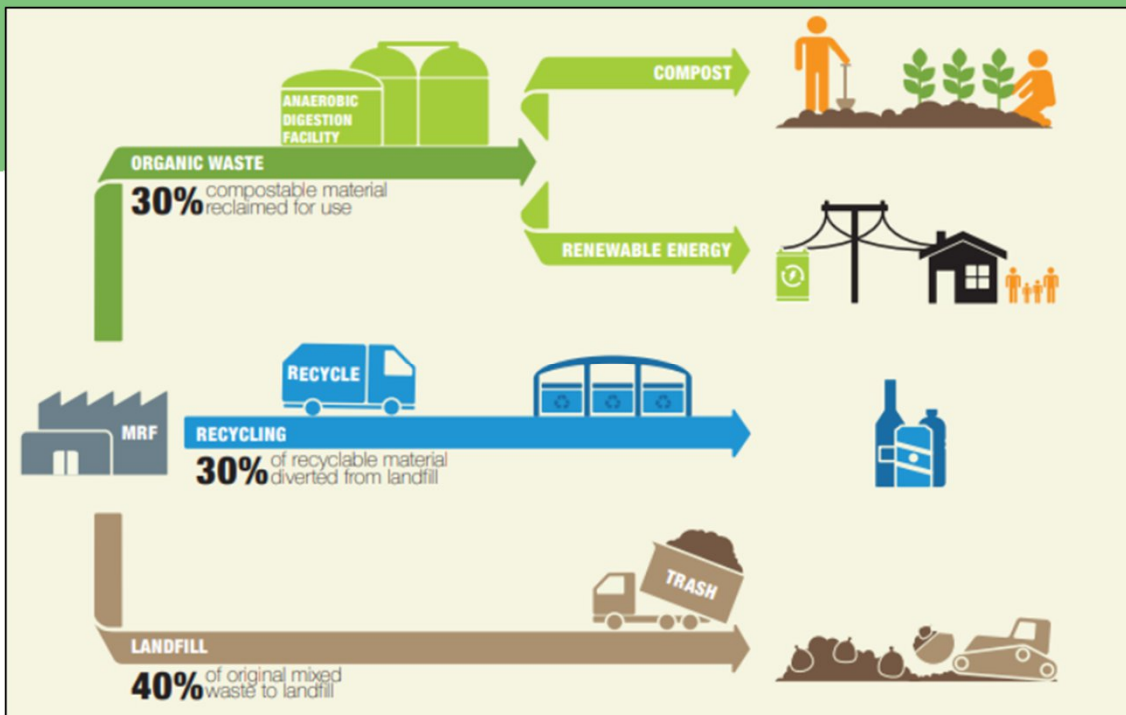 ANAEROBIC
DIGESTION
FACILITY
COMPOST
ORGANIC WASTE
30% compostable material
reclaimed for use
RENEWABLE ENERGY
RECYCLE
MRF
RECYCLING
30% of recyclable material
diverted from landfill
TRASH
LANDFILL
40% of original mixed
waste to landfill